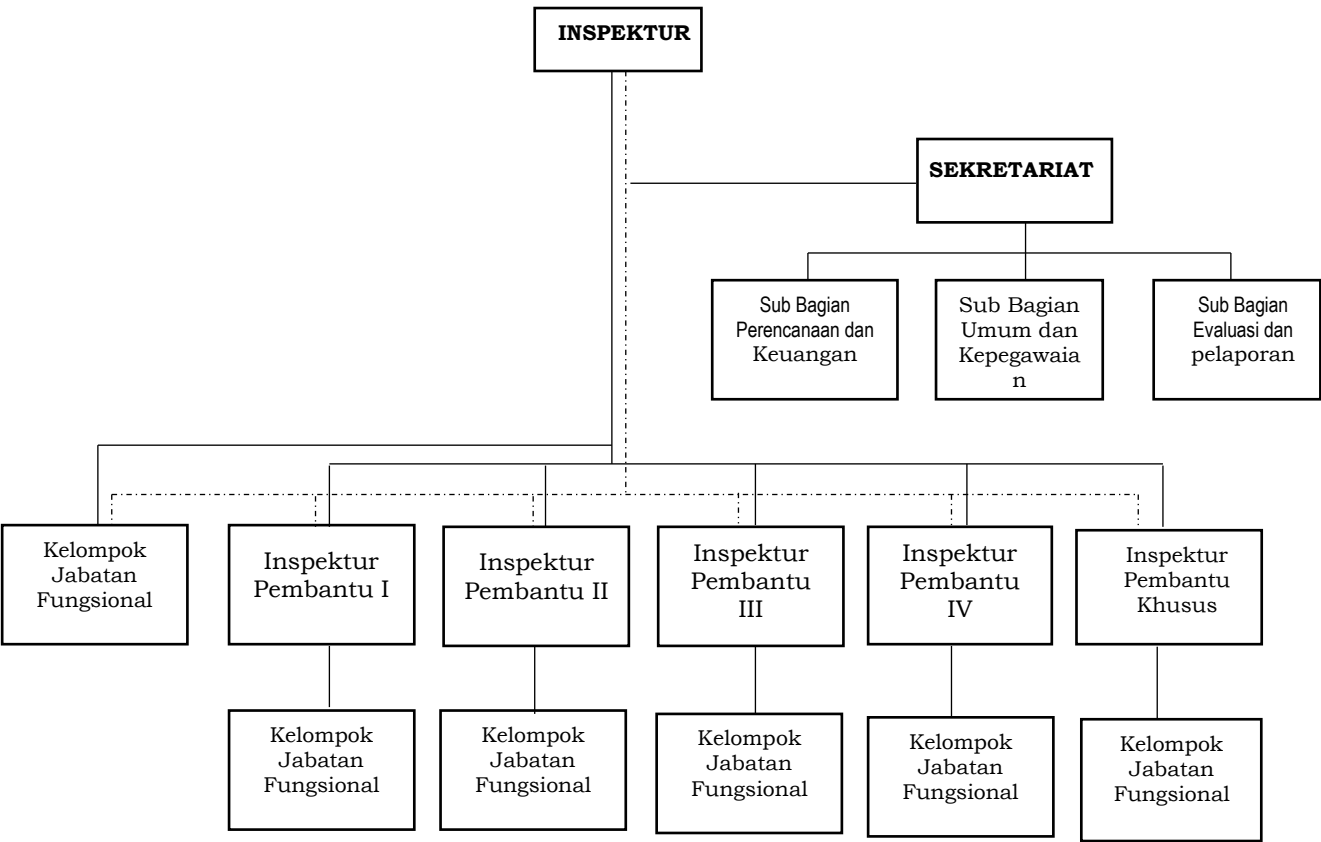 INSPEKTUR
SEKRETARIAT
Sub Bagian
Perencanaan dan
Keuangan
Sub Bagian
Umum dan
Kepegawaia
n
Sub Bagian
Evaluasi dan
pelaporan
Kelompok
Jabatan
Fungsional
Inspektur
Pembantu I
Inspektur
Pembantu II
Inspektur
Pembantu
III
Inspektur
Pembantu
IV
Inspektur
Pembantu
Khusus
Kelompok
Jabatan
Fungsional
Kelompok
Jabatan
Fungsional
Kelompok
Jabatan
Fungsional
Kelompok
Jabatan
Fungsional
Kelompok
Jabatan
Fungsional